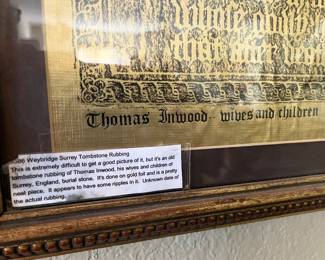 that
Thomas Inwood wives and children
Weybridge Surrey Tombstone Rubbing
This is extremely difficult to get a good picture of it, but it's an old
tombstone rubbing of Thomas Inwood, his wives and children of
Surrey, England, burial stone. It's done on gold foil and is a pretty
neat piece. It appears to have some ripples in it. Unknown date of
the actual rubbing.